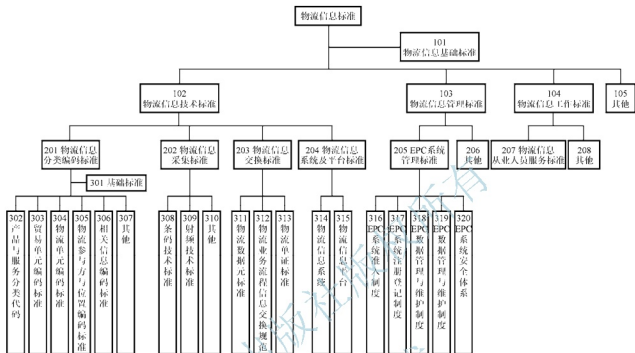 物流信息标准
101
物流信息基础标准
102
物流信息技术标准
103
物流信息管理标准
104
物流信息工作标准
105
其他
201 物流信息
分类编码标准
202 物流信息
采集标准
203 物流信息
交换标准
204 物流信息
系统及平台标准
205 EPC系统
管理标准
206
其他
207 物流信息
从业人员服务标准
208
其他
301 基础标准
302
产品与服务分类代码
303
贸易单元编码标准
304
物流单元编码标准
305
物流参与方与位置编码标准
306
相关信息编码标准
307
其他
308
条码技术标准
309
射频技术标准
310
其他
311
物流数据元标准
312
物流业务流程信息交换规范
313
物流单证标准
314
物流信息系统
315
物流信息平台
316
EPC系统准入制度
317
EPC系统注册登记制度
318
EPC数据管理与维护制度
319
EPC数据管理与维护制度
320
EPC系统安全体系
版社版权所有